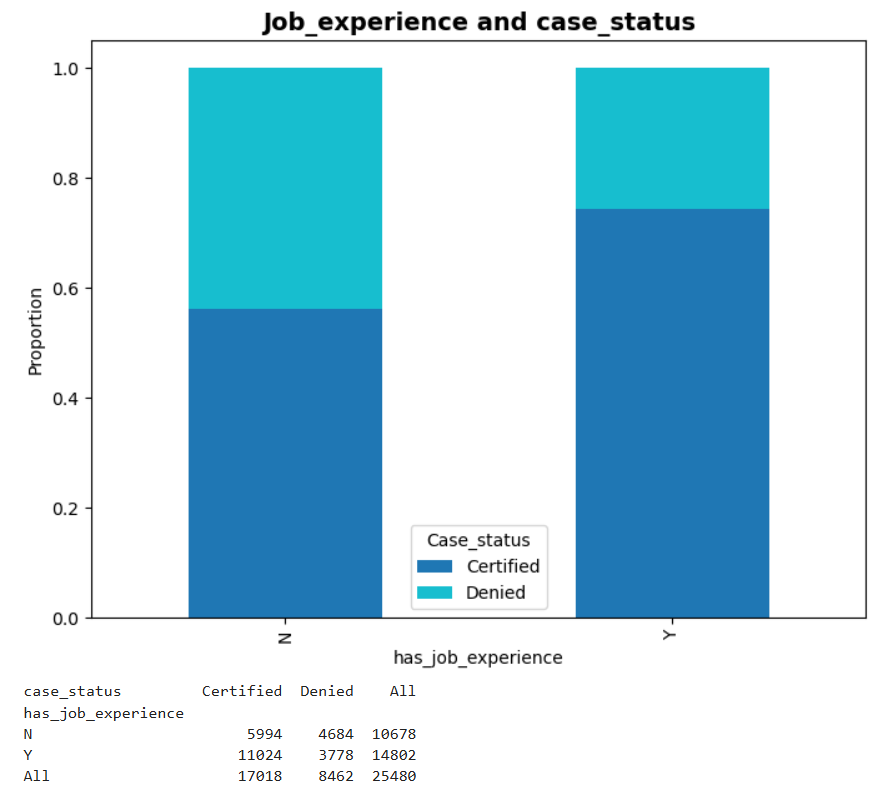 Job_experience and case_status
1.0
0.8
0.6
0.4
0.2
0.0
Proportion
Case_status
Certified
Denied
N
Y
has_job_experience
case_status Certified Denied All
has_job_experience
N 5994 4684 10678
Y 11024 3778 14802
All 17018 8462 25480